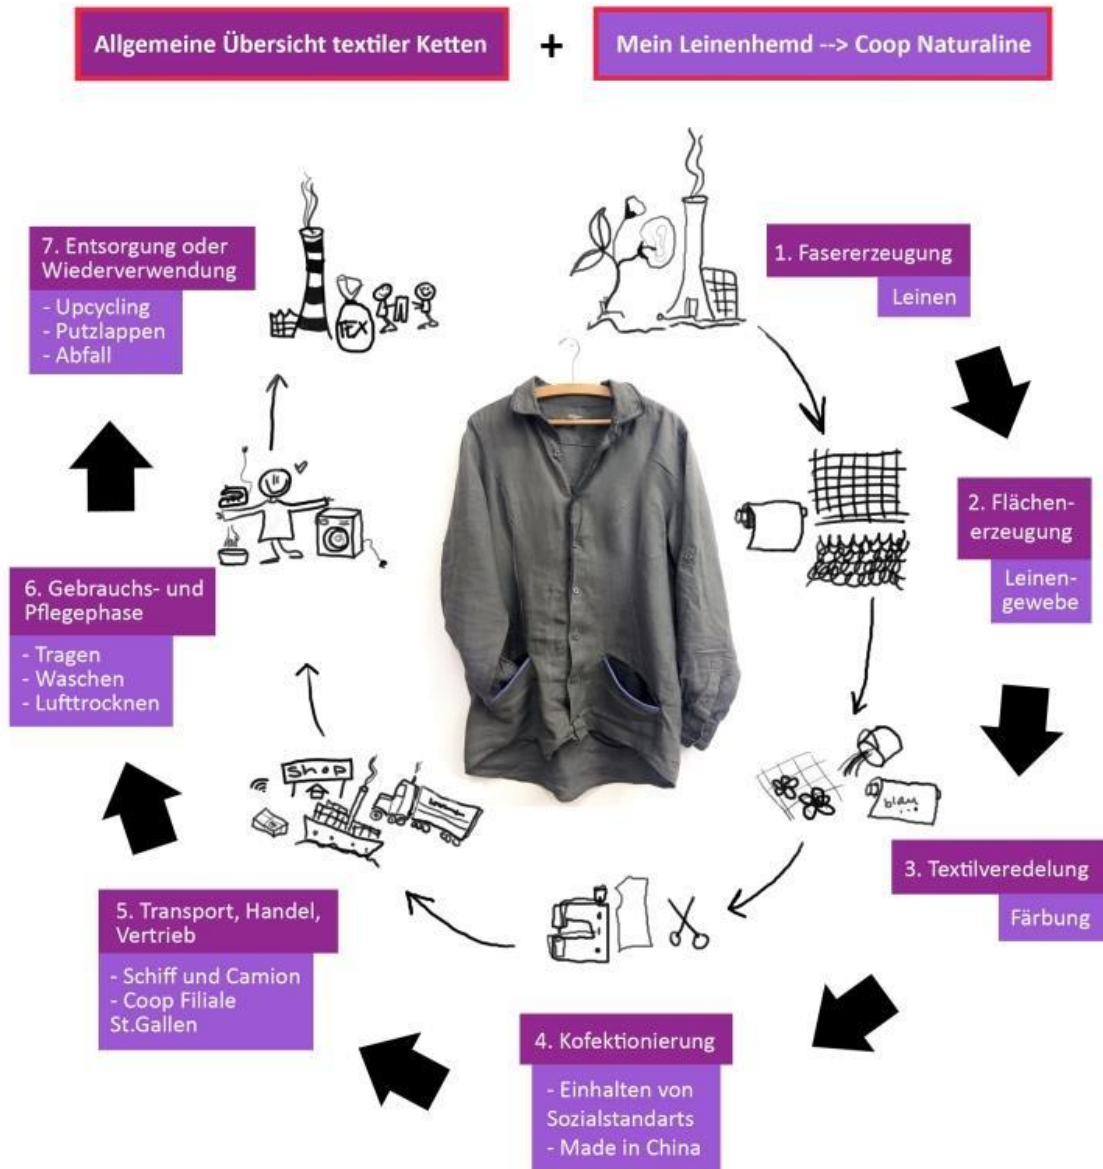 Allgemeine Übersicht textiler Ketten
+
Mein Leinenhemd --> Coop Naturaline
1. Fasererzeugung
Leinen
2. Flächen-
erzeugung
Leinen-
gewebe
blau
3. Textilveredelung
Färbung
4. Kofektionierung
- Einhalten von
Sozialstandarts
- Made in China
Shop
5. Transport, Handel,
Vertrieb
- Schiff und Camion
- Coop Filiale
St.Gallen
6. Gebrauchs- und
Pflegephase
- Tragen
- Waschen
- Lufttrocknen
7. Entsorgung oder
Wiederverwendung
- Upcycling
- Putzlappen
- Abfall
TEX